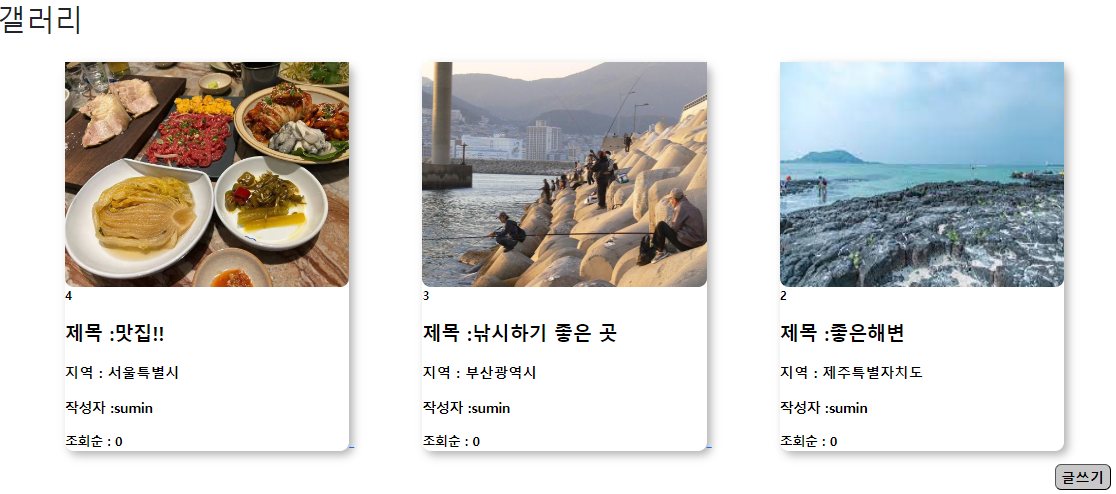 갤러리
4
제목 :맛집!!
지역 : 서울특별시
작성자 :sumin
조회순 : 0
3
제목 :낚시하기 좋은 곳
지역 : 부산광역시
작성자 :sumin
조회순 : 0
2
제목 :좋은해변
지역 : 제주특별자치도
작성자 :sumin
조회순 : 0
글쓰기